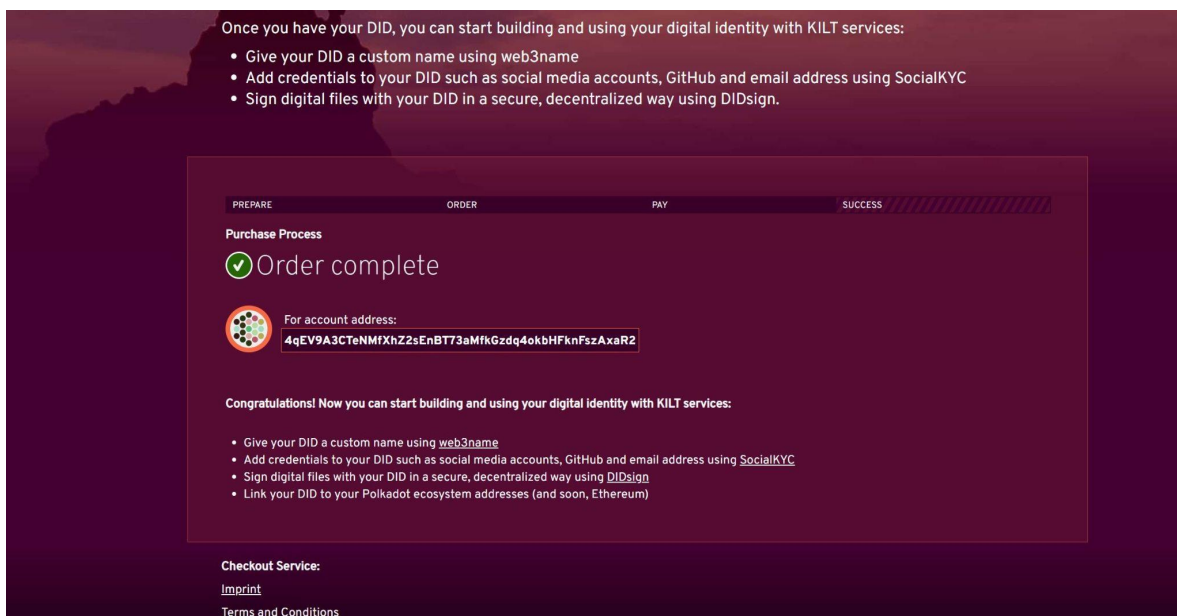 Once you have your DID, you can start building and using your digital identity with KILT services:
• Give your DID a custom name using web3name
• Add credentials to your DID such as social media accounts, GitHub and email address using SocialKYC
• Sign digital files with your DID in a secure, decentralized way using DIDsign.
PREPARE ORDER PAY SUCCESS
Purchase Process
Order complete
For account address:
4qEV9A3CTeNMfXhZ2sEnBT73aMfkGzdq4okbHFknFszAxaR2
Congratulations! Now you can start building and using your digital identity with KILT services:
• Give your DID a custom name using web3name
• Add credentials to your DID such as social media accounts, GitHub and email address using SocialKYC
• Sign digital files with your DID in a secure, decentralized way using DIDsign
• Link your DID to your Polkadot ecosystem addresses (and soon, Ethereum)
Checkout Service:
Imprint
Terms and Conditions